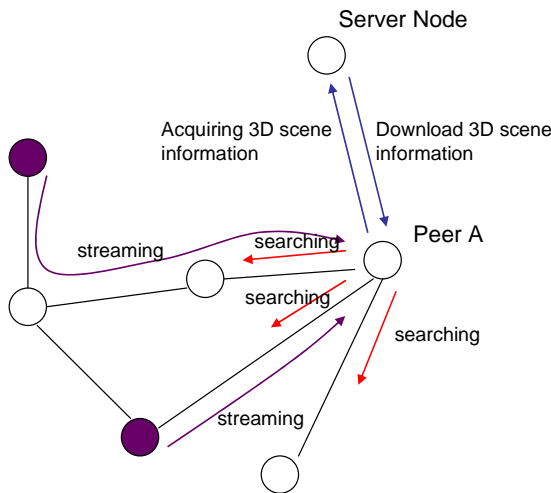 Server Node
Acquiring 3D scene
information
Download 3D scene
information
Peer A
streaming
searching
searching
searching
streaming